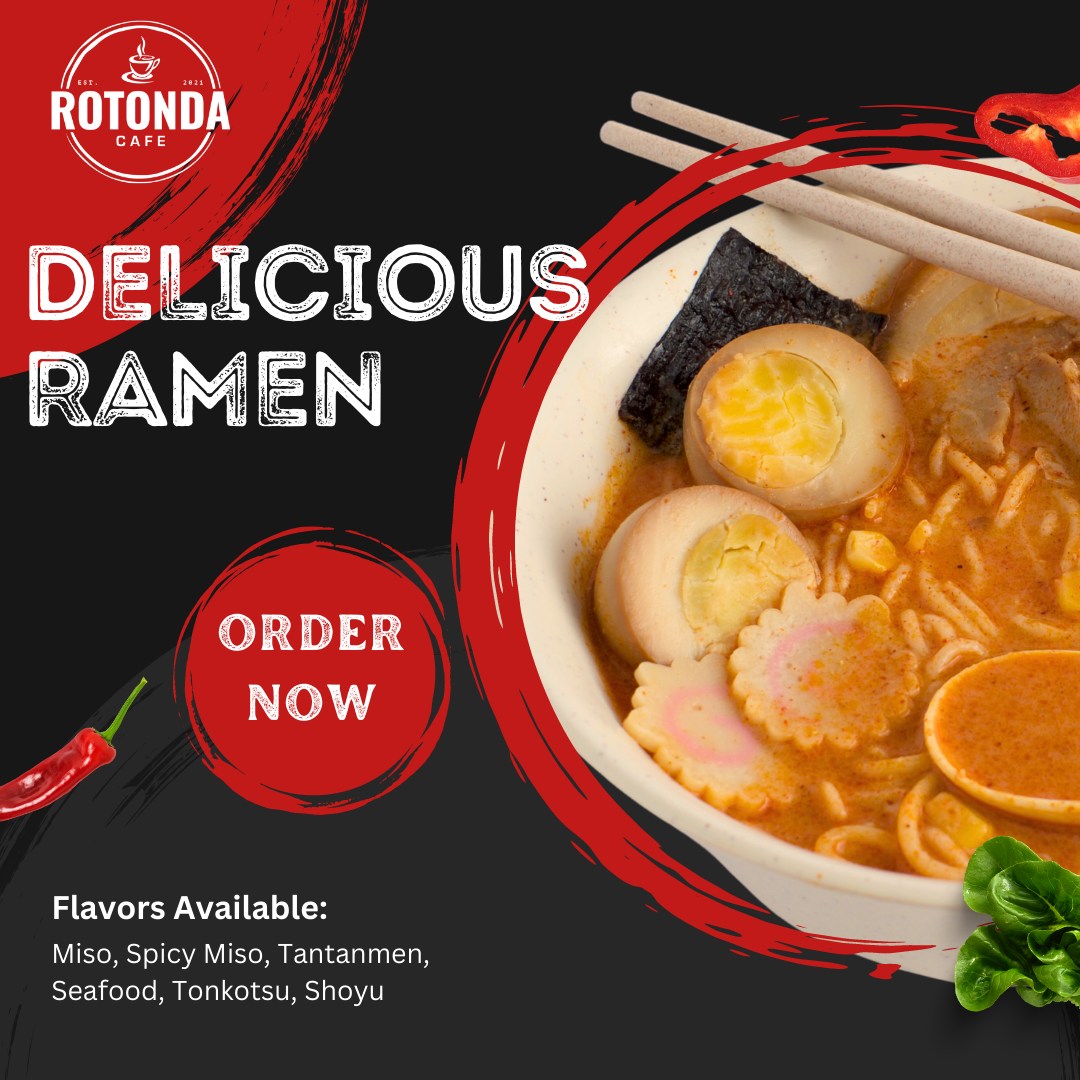 EST. 2021
ROTONDA
CAFE
DELICIOUS
RAMEN
ORDER
NOW
Flavors Available:
Miso, Spicy Miso, Tantanmen,
Seafood, Tonkotsu, Shoyu